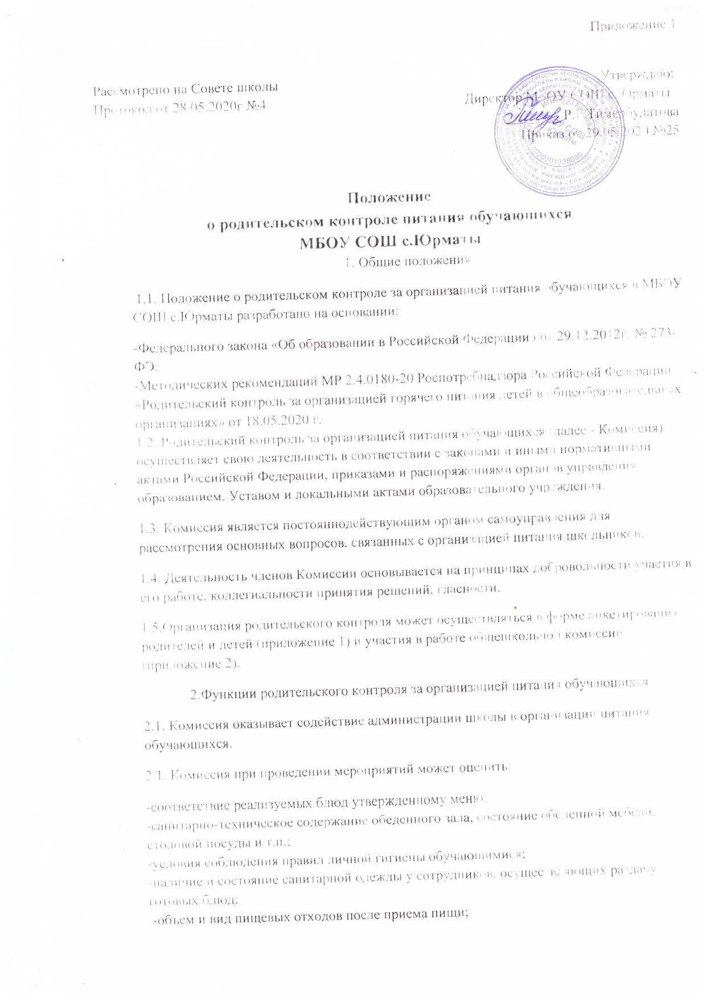 Приложение 1
Рассмотрено на Совете школы
Протокол от 28.05.2020г №4
Утверждаю:
Директор МБОУ СОШ с.Юрматы
Тимербулатова
Приказ от 29.05.2020 №25
1020201338080
Положение
о родительском контроле питания обучающихся
МБОУ СОШ с.Юрматы
1. Общие положения
1.1. Положение о родительском контроле за организацией питания обучающихся в МБОУ
СОШ с.Юрматы разработано на основании:
-Федерального закона «Об образовании в Российской Федерации» от 29.12.2012г. № 273-
ФЗ;
-Методических рекомендаций МР 2.4.0180-20 Роспотребнадзора Российской Федерации
«Родительский контроль за организацией горячего питания детей в общеобразовательных
организациях» от 18.05.2020 г.
1.2. Родительский контроль за организацией питания обучающихся (далее - Комиссия)
осуществляет свою деятельность в соответствии с законами и иными нормативными
актами Российской Федерации, приказами и распоряжениями органов управления
образованием, Уставом и локальными актами образовательного учреждения.
1.3. Комиссия является постояннодействующим органом самоуправления для
рассмотрения основных вопросов, связанных с организацией питания школьников.
1.4. Деятельность членов Комиссии основывается на принципах добровольности участия в
его работе, коллегиальности принятия решений, гласности.
1.5.Организация родительского контроля может осуществляться в форме анкетирования
родителей и детей (приложение 1) и участия в работе общешкольной комиссии
(приложение 2).
2.Функции родительского контроля за организацией питания обучающихся
2.1. Комиссия оказывает содействие администрации школы в организации питания
обучающихся.
2.1. Комиссия при проведении мероприятий может оценить:
-соответствие реализуемых блюд утвержденному меню;
-санитарно-техническое содержание обеденного зала, состояние обеденной мебели,
столовой посуды и т.п.;
-условия соблюдения правил личной гигиены обучающимися;
-наличие и состояние санитарной одежды у сотрудников, осуществляющих раздачу
готовых блюд;
-объем и вид пищевых отходов после приема пищи;